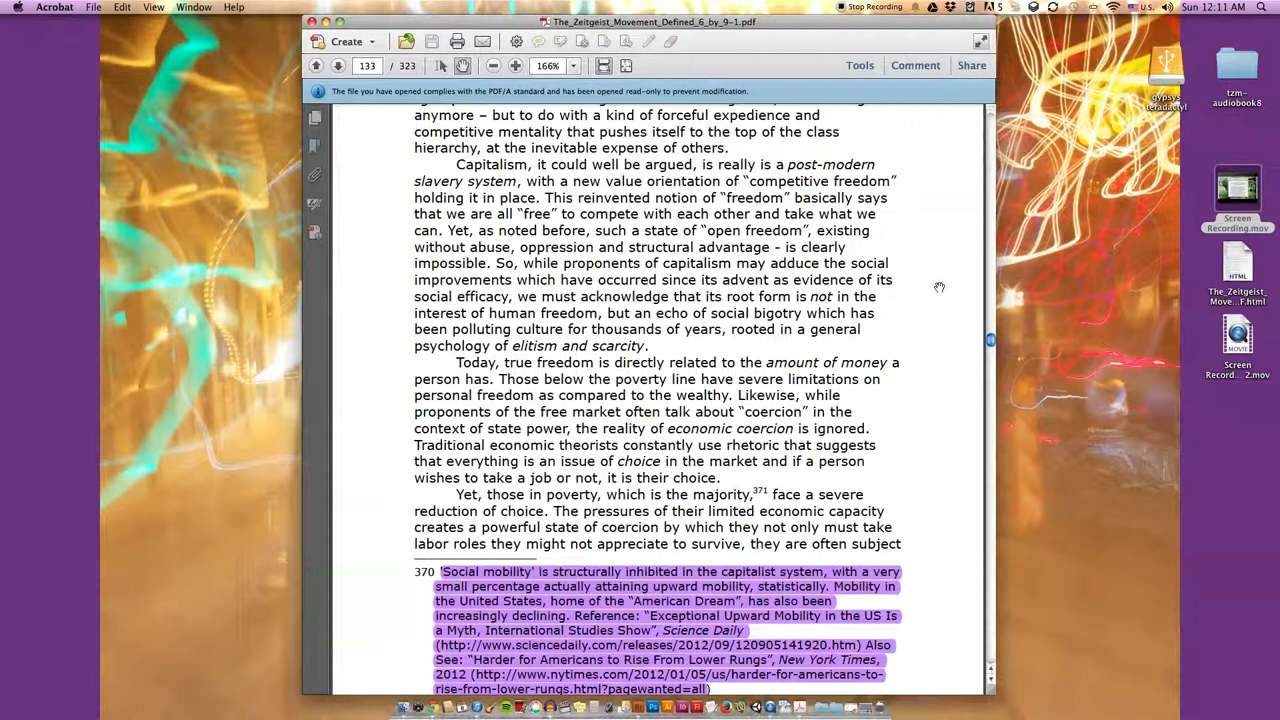 Acrobat File Edit View Window Help
Stop Recording
5
U.S.
Sun 12:11 AM
The_Zeitgeist_Movement_Defined_6_by_9-1.pdf
Create
133 / 323
166%
Tools Comment Share
The file you have opened complies with the PDF/A standard and has been opened read-only to prevent modification.
anymore – but to do with a kind of forceful expedience and
competitive mentality that pushes itself to the top of the class
hierarchy, at the inevitable expense of others.
Capitalism, it could well be argued, is really is a post-modern
slavery system, with a new value orientation of “competitive freedom”
holding it in place. This reinvented notion of “freedom” basically says
that we are all “free” to compete with each other and take what we
can. Yet, as noted before, such a state of “open freedom”, existing
without abuse, oppression and structural advantage - is clearly
impossible. So, while proponents of capitalism may adduce the social
improvements which have occurred since its advent as evidence of its
social efficacy, we must acknowledge that its root form is not in the
interest of human freedom, but an echo of social bigotry which has
been polluting culture for thousands of years, rooted in a general
psychology of elitism and scarcity.
Today, true freedom is directly related to the amount of money a
person has. Those below the poverty line have severe limitations on
personal freedom as compared to the wealthy. Likewise, while
proponents of the free market often talk about “coercion” in the
context of state power, the reality of economic coercion is ignored.
Traditional economic theorists constantly use rhetoric that suggests
that everything is an issue of choice in the market and if a person
wishes to take a job or not, it is their choice.
Yet, those in poverty, which is the majority,371 face a severe
reduction of choice. The pressures of their limited economic capacity
creates a powerful state of coercion by which they not only must take
labor roles they might not appreciate to survive, they are often subject
370 'Social mobility' is structurally inhibited in the capitalist system, with a very
small percentage actually attaining upward mobility, statistically. Mobility in
the United States, home of the “American Dream”, has also been
increasingly declining. Reference: “Exceptional Upward Mobility in the US Is
a Myth, International Studies Show”, Science Daily
(http://www.sciencedaily.com/releases/2012/09/120905141920.htm) Also
See: “Harder for Americans to Rise From Lower Rungs”, New York Times,
2012 (http://www.nytimes.com/2012/01/05/us/harder-for-americans-to-
rise-from-lower-rungs.html?pagewanted=all)
gypsys
teradactyl
tzm-
audiobook8
Screen
Recording.mov
HTML
The_Zeitgeist_
Move...F.html
MOVIE
Screen
Record... 2.mov